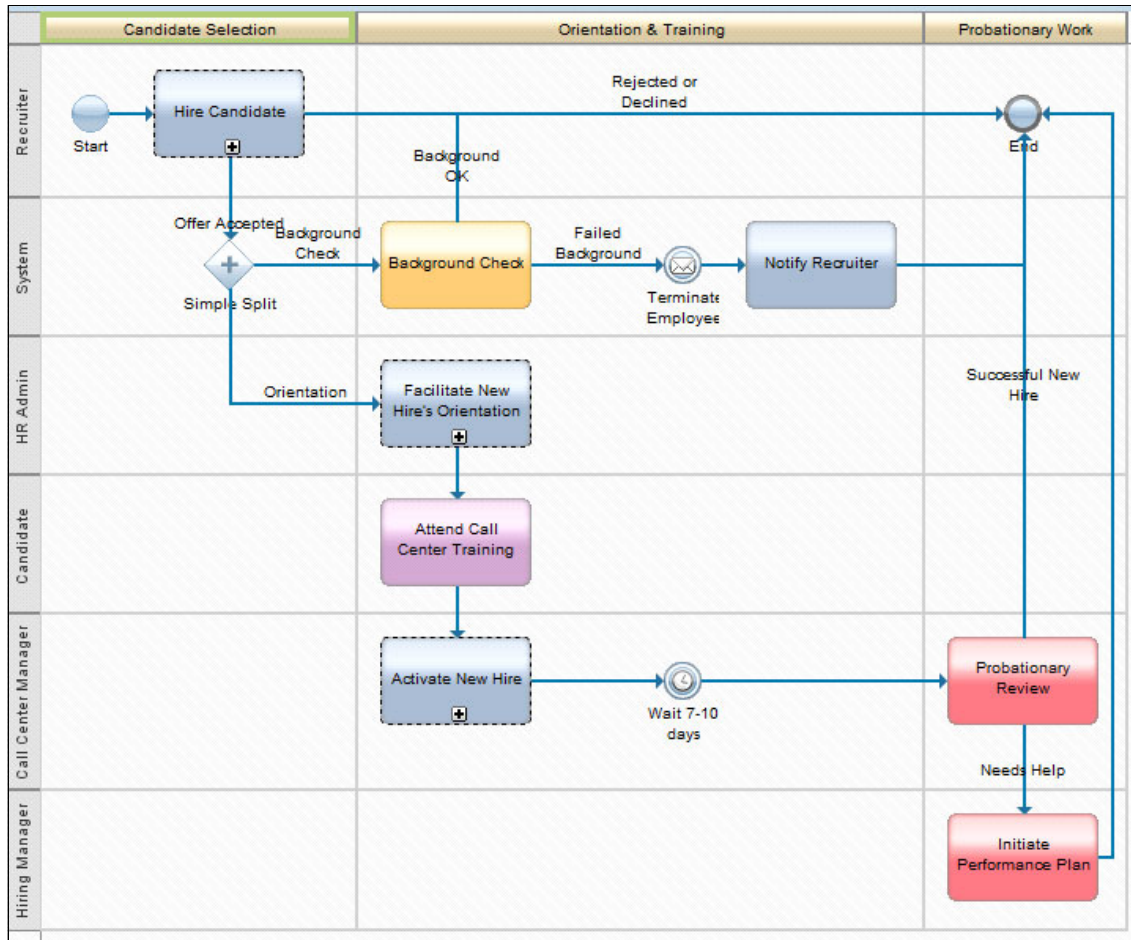 Candidate Selection
Orientation & Training
Probationary Work
Recruiter
Start
Hire Candidate
Rejected or
Declined
End
Background
OK
System
Offer Accepted
Background
Check
Simple Split
Background Check
Failed
Background
Terminate
Employee
Notify Recruiter
HR Admin
Orientation
Facilitate New
Hire's Orientation
Successful New
Hire
Candidate
Attend Call
Center Training
Call Center Manager
Activate New Hire
Wait 7-10
days
Probationary
Review
Needs Help
Hiring Manager
Initiate
Performance Plan